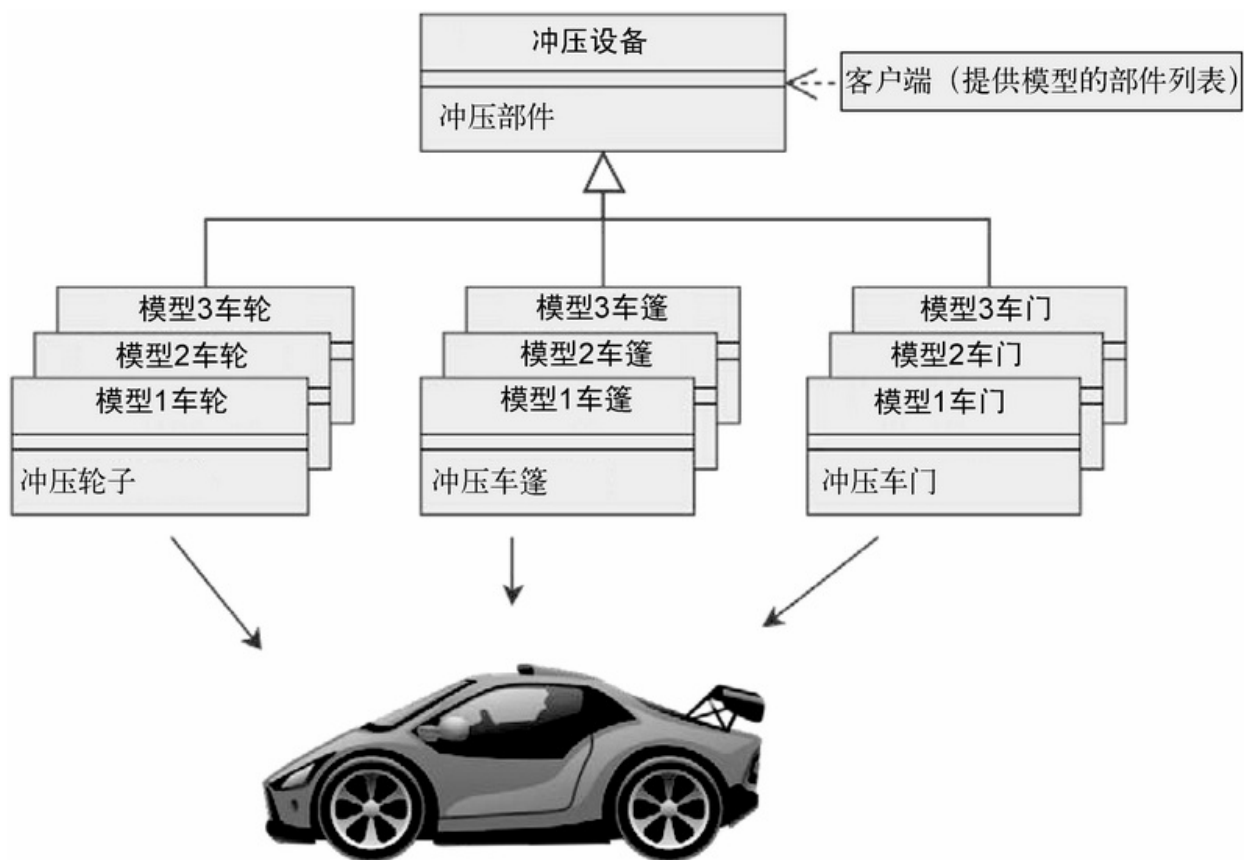 冲压设备
客户端（提供模型的部件列表）
冲压部件
模型3车轮
模型2车轮
模型1车轮
冲压轮子
模型3车篷
模型2车篷
模型1车篷
冲压车篷
模型3车门
模型2车门
模型1车门
冲压车门